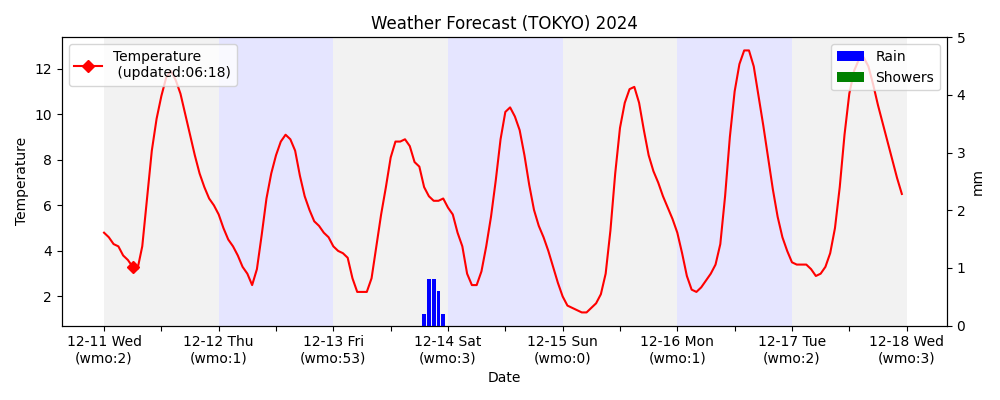 Weather Forecast (TOKYO) 2024
Temperature
(updated:06:18)
Rain
Showers
Temperature
12
10
8
6
4
2
5
4
3
2
1
0
mm
12-11 Wed
(wmo:2)
12-12 Thu
(wmo:1)
12-13 Fri
(wmo:53)
12-14 Sat
(wmo:3)
12-15 Sun
(wmo:0)
12-16 Mon
(wmo:1)
12-17 Tue
(wmo:2)
12-18 Wed
(wmo:3)
Date